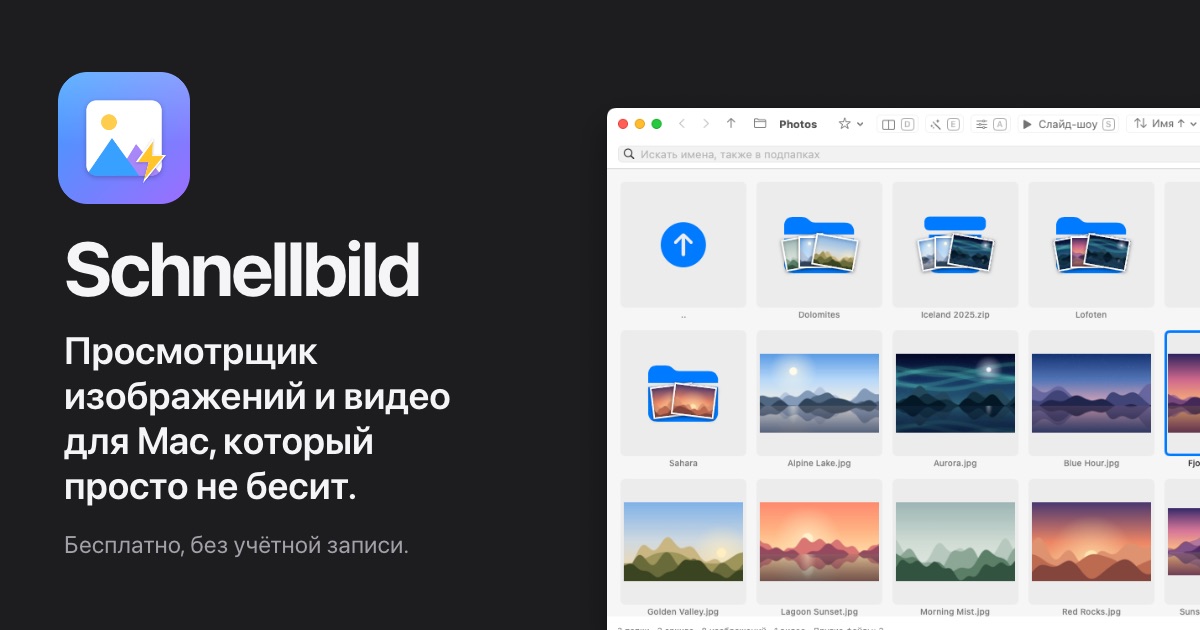 Schnellbild
Просмотрщик
изображений и видео
для Mac, который
просто не бесит.
Бесплатно, без учётной записи.
Photos
D
E
A
Слайд-шоу S
Имя
Искать имена, также в подпапках
..
Dolomites
Iceland 2025.zip
Lofoten
Sahara
Alpine Lake.jpg
Aurora.jpg
Blue Hour.jpg
Golden Valley.jpg
Lagoon Sunset.jpg
Morning Mist.jpg
Red Rocks.jpg